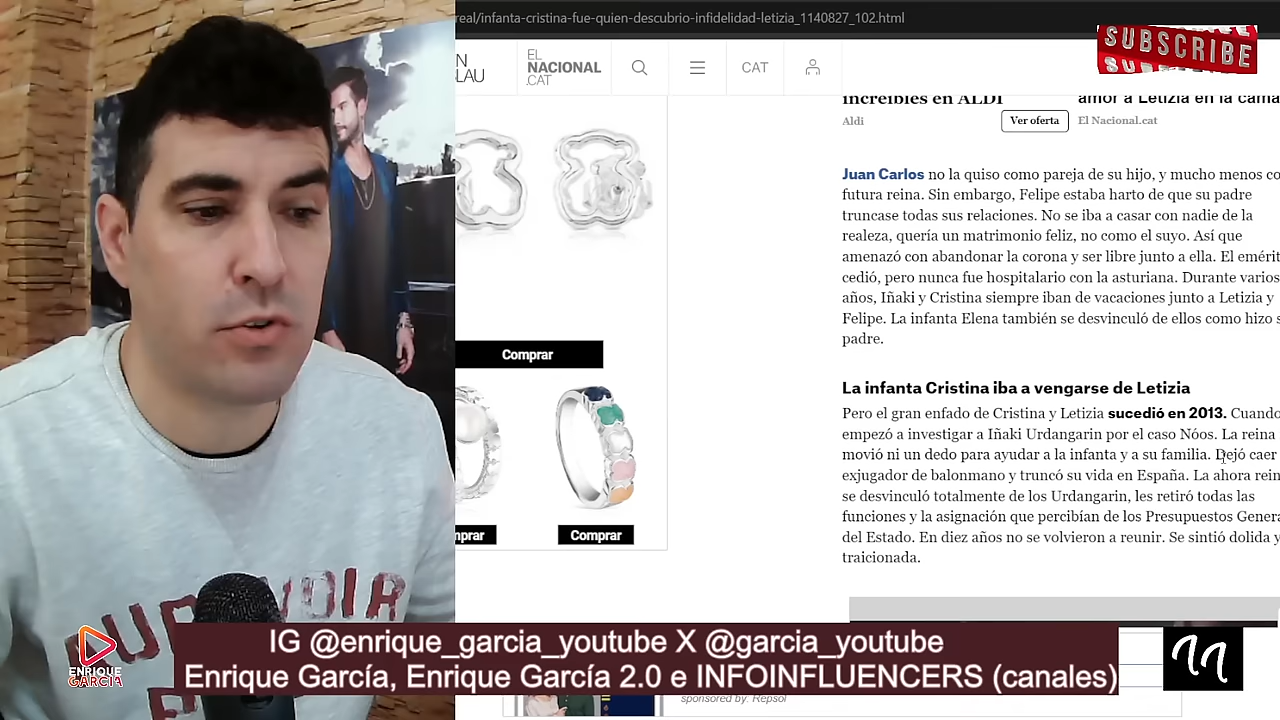 real/infanta-cristina-fue-quien-descubrio-infidelidad-letizia_1140827_102.html
SUBSCRIBE
EL
NACIONAL
.CAT
CAT
increíbles en ALDI
amor a Letizia en la cama
Aldi
Ver oferta
El Nacional.cat
Juan Carlos no la quiso como pareja de su hijo, y mucho menos co
futura reina. Sin embargo, Felipe estaba harto de que su padre
truncase todas sus relaciones. No se iba a casar con nadie de la
realeza, quería un matrimonio feliz, no como el suyo. Así que
amenazó con abandonar la corona y ser libre junto a ella. El emérit
cedió, pero nunca fue hospitalario con la asturiana. Durante varios
años, Iñaki y Cristina siempre iban de vacaciones junto a Letizia y
Felipe. La infanta Elena también se desvinculó de ellos como hizo s
padre.
Comprar
La infanta Cristina iba a vengarse de Letizia
Pero el gran enfado de Cristina y Letizia sucedió en 2013. Cuando
empezó a investigar a Iñaki Urdangarin por el caso Nóos. La reina
movió ni un dedo para ayudar a la infanta y a su familia. Dejó caer
exjugador de balonmano y truncó su vida en España. La ahora rein
se desvinculó totalmente de los Urdangarin, les retiró todas las
funciones y la asignación que percibían de los Presupuestos Genera
del Estado. En diez años no se volvieron a reunir. Se sintió dolida y
traicionada.
mprar
Comprar
IG @enrique_garcia_youtube X @garcia_youtube
Enrique García, Enrique García 2.0 e INFOINFLUENCERS (canales)
ENRIQUE
GARCÍA
sponsored by: Repsol